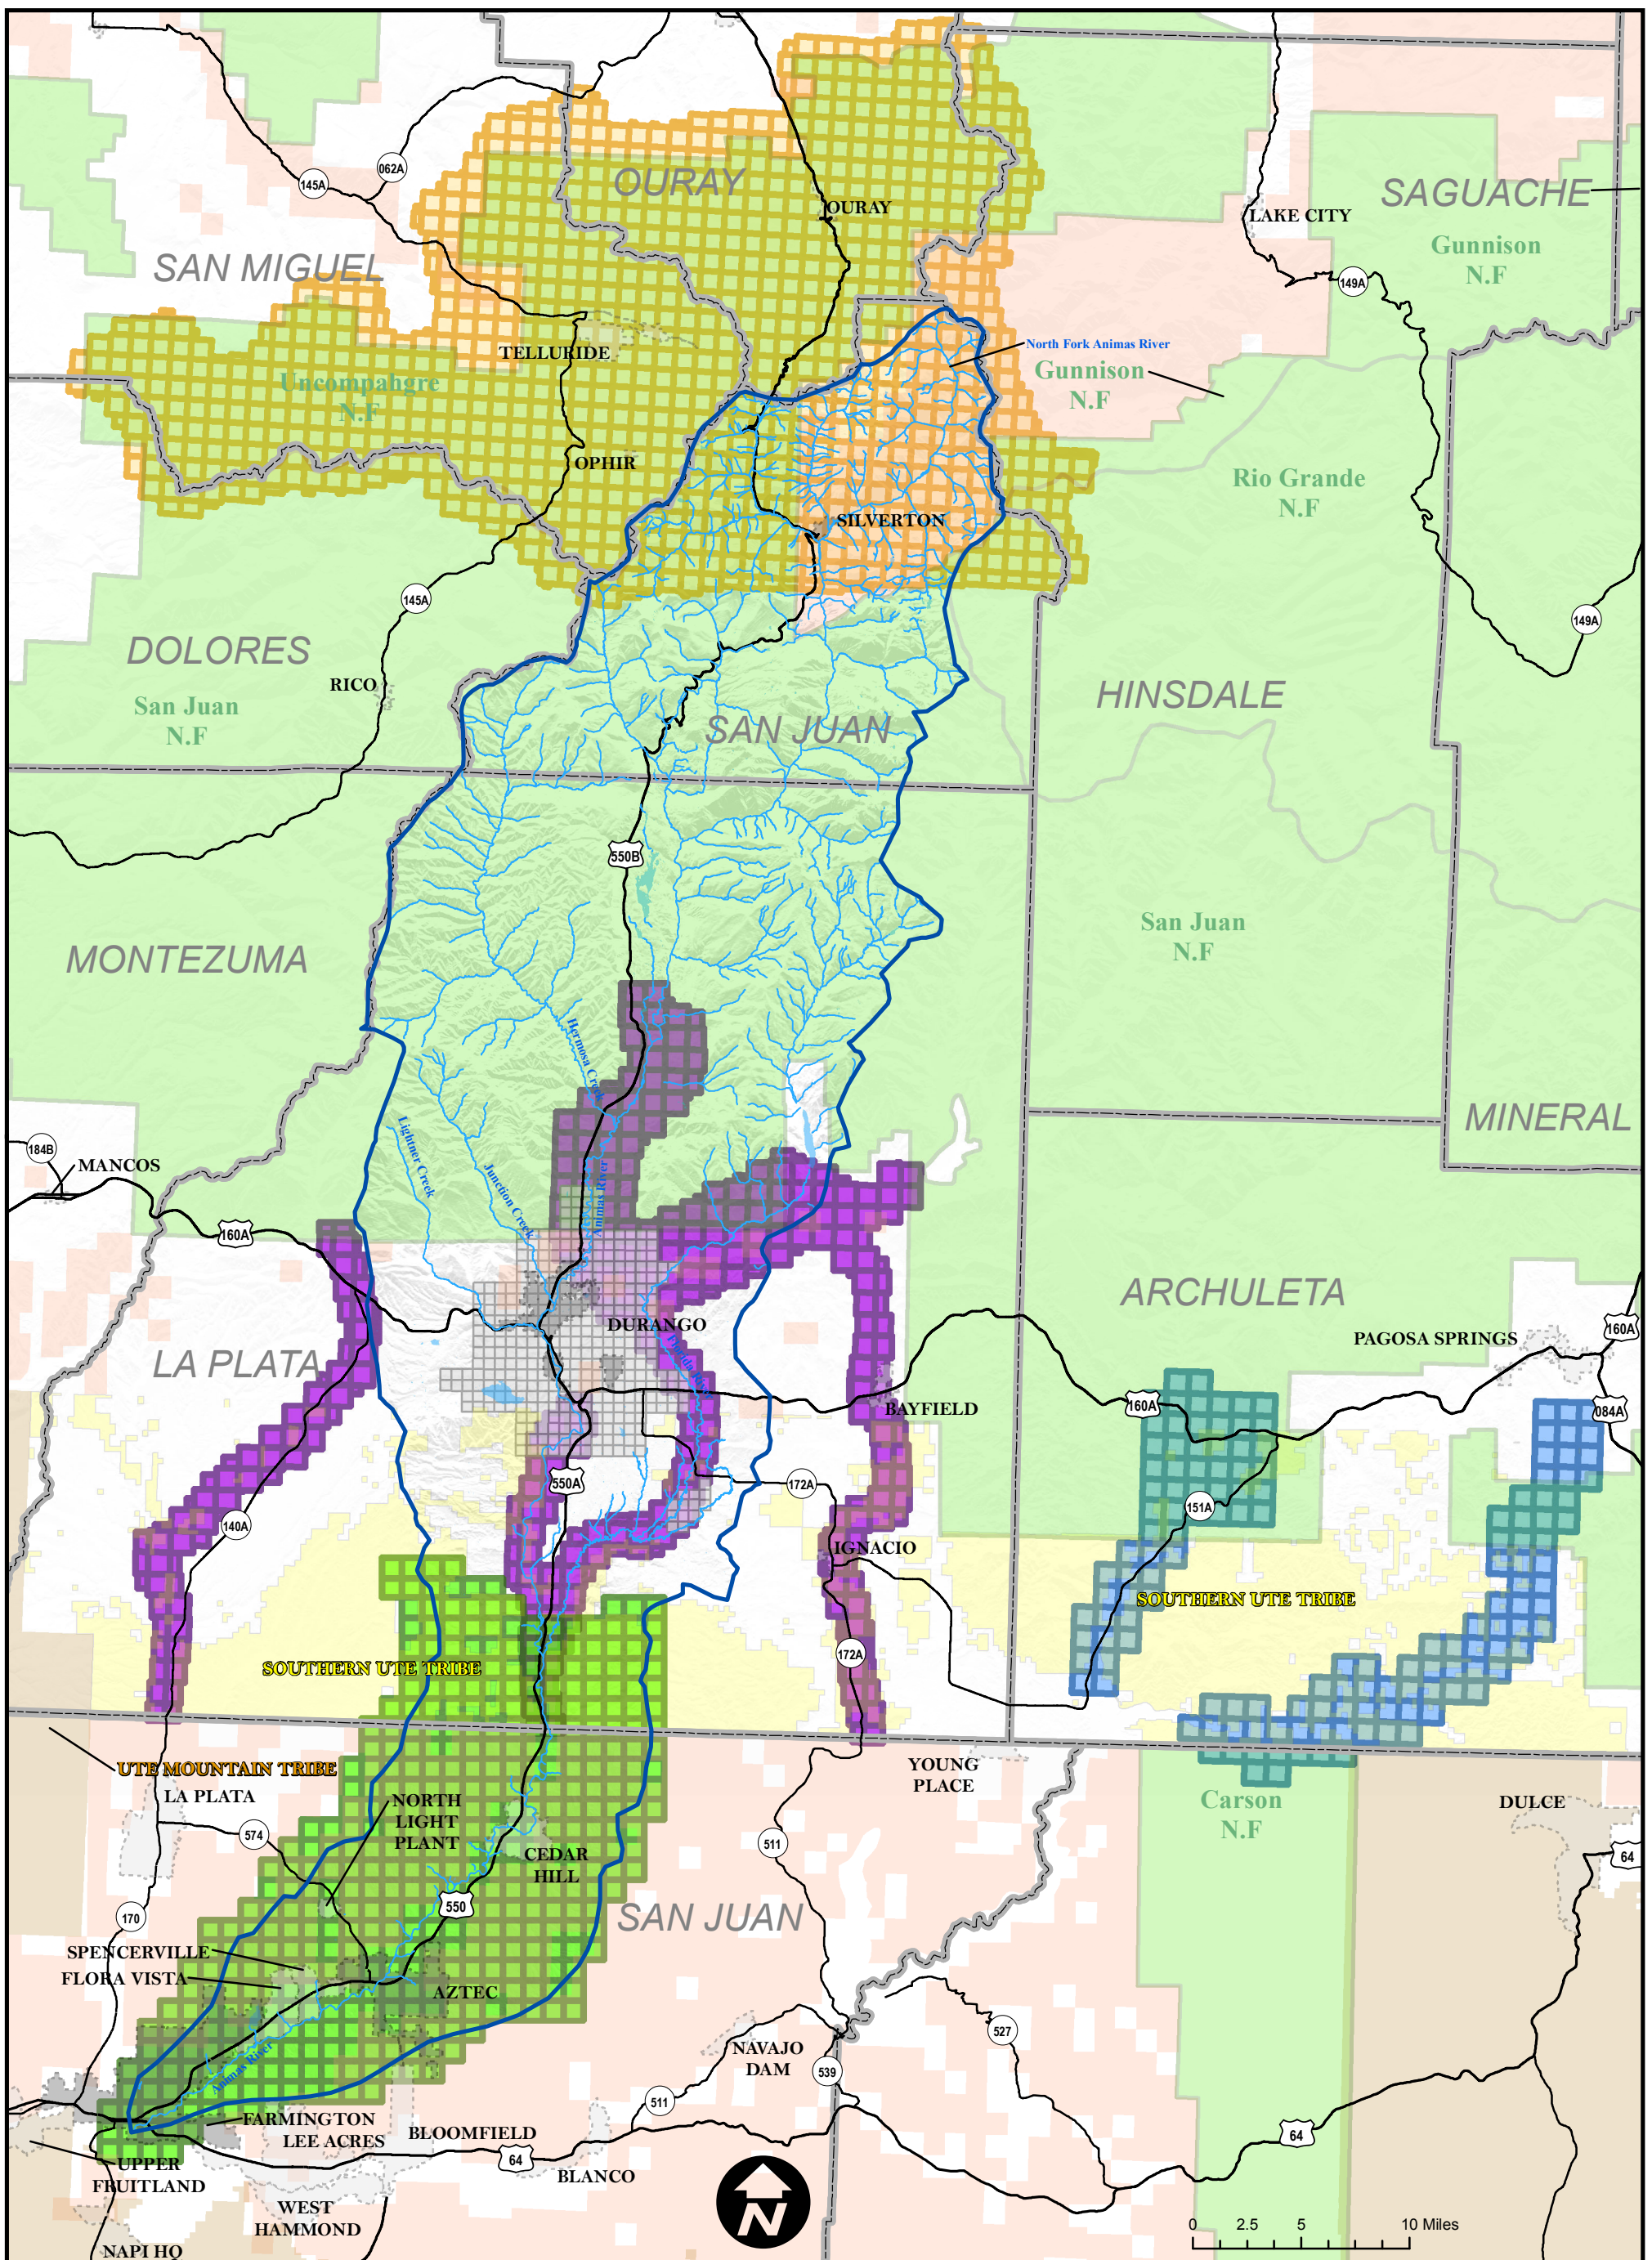 062A
145A
OURAY
SAGUACHE
OURAY
LAKE CITY
Gunnison
N.F
SAN MIGUEL
149A
North Fork Animas River
TELLURIDE
Gunnison
N.F
Uncompahgre
N.F
OPHIR
Rio Grande
N.F
SILVERTON
145A
149A
DOLORES
RICO
HINSDALE
San Juan
N.F
SAN JUAN
550B
San Juan
N.F
MONTEZUMA
Hermosa Creek
MINERAL
184B
MANCOS
Lightner Creek
Junction Creek
Animas River
160A
ARCHULETA
DURANGO
PAGOSA SPRINGS
160A
LA PLATA
Florida River
160A
BAYFIELD
084A
550A
172A
151A
140A
IGNACIO
SOUTHERN UTE TRIBE
172A
SOUTHERN UTE TRIBE
UTE MOUNTAIN TRIBE
YOUNG
PLACE
LA PLATA
NORTH
LIGHT
PLANT
Carson
N.F
DULCE
574
511
CEDAR
HILL
64
550
170
SAN JUAN
SPENCERVILLE
FLORA VISTA
AZTEC
527
NAVAJO
DAM
539
Animas River
511
FARMINGTON
LEE ACRES
BLOOMFIELD
64
64
UPPER
FRUITLAND
BLANCO
WEST
HAMMOND
N
0 2.5 5 10 Miles
NAPI HQ